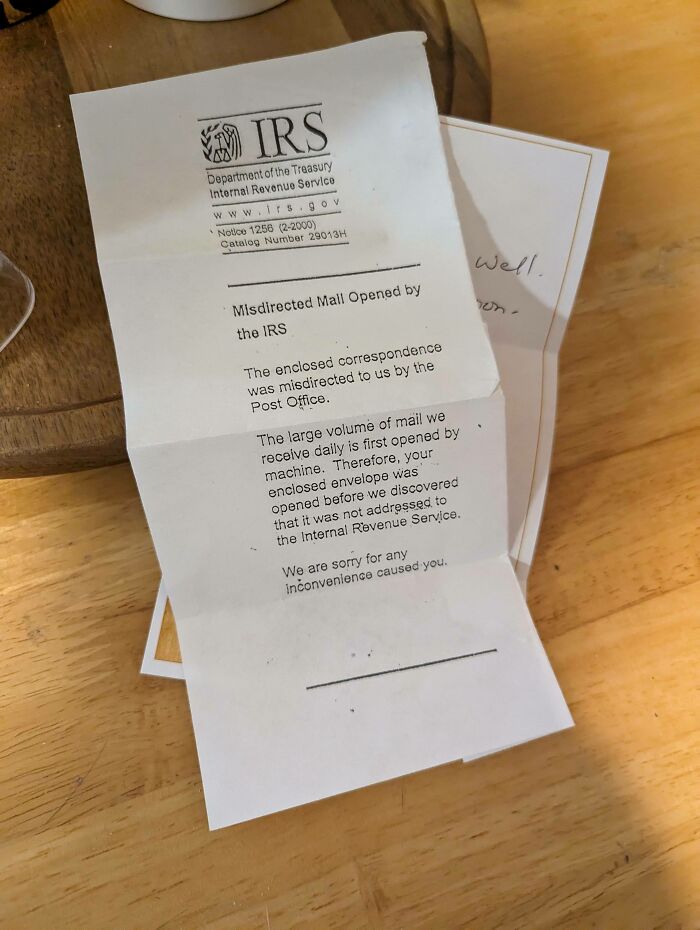 IRS
Department of the Treasury
Internal Revenue Service
www.irs.gov
Notice 1256 (2-2000)
Catalog Number 29013H
Misdirected Mail Opened by
the IRS
The enclosed correspondence
was misdirected to us by the
Post Office.
The large volume of mail we
receive daily is first opened by
machine. Therefore, your
enclosed envelope was
opened before we discovered
that it was not addressed to
the Internal Revenue Service.
We are sorry for any
inconvenience caused you.
well.